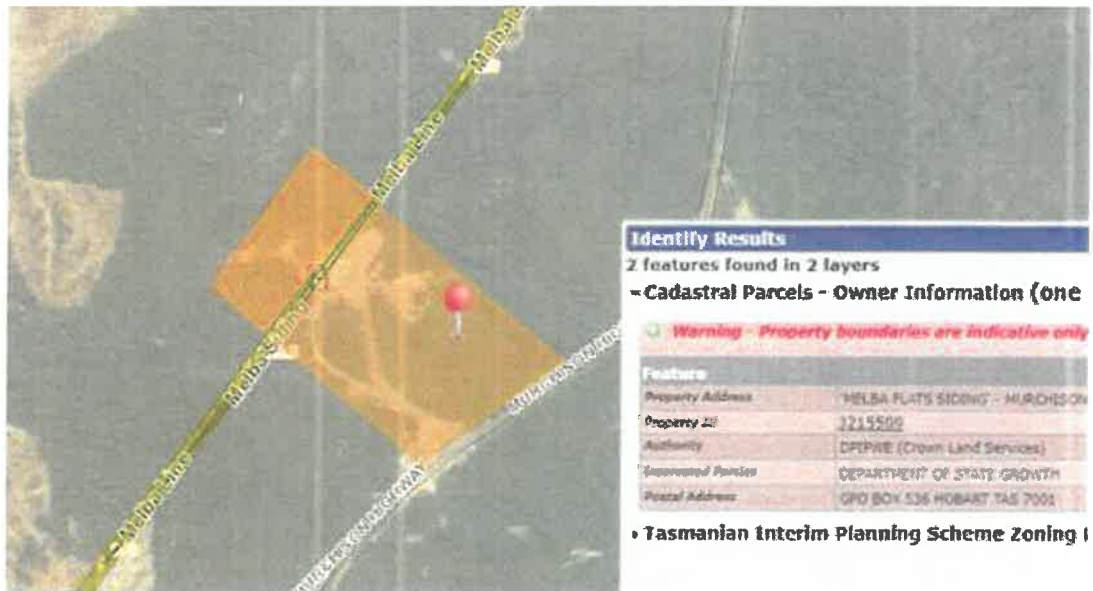 Melba Line
Melba Line
Melba Line
MURCHISON HIGHWAY
Identify Results
2 features found in 2 layers
Cadastral Parcels - Owner Information (one
Warning - Property boundaries are indicative only
Feature
Property Address 'MELBA FLATS SIDING' - MURCHISON
Property ID
Authority DPIPWE (Crown Land Services)
Interested Parties DEPARTMENT OF STATE GROWTH
Postal Address GPO BOX 536 HOBART TAS 7001
Tasmanian Interim Planning Scheme Zoning